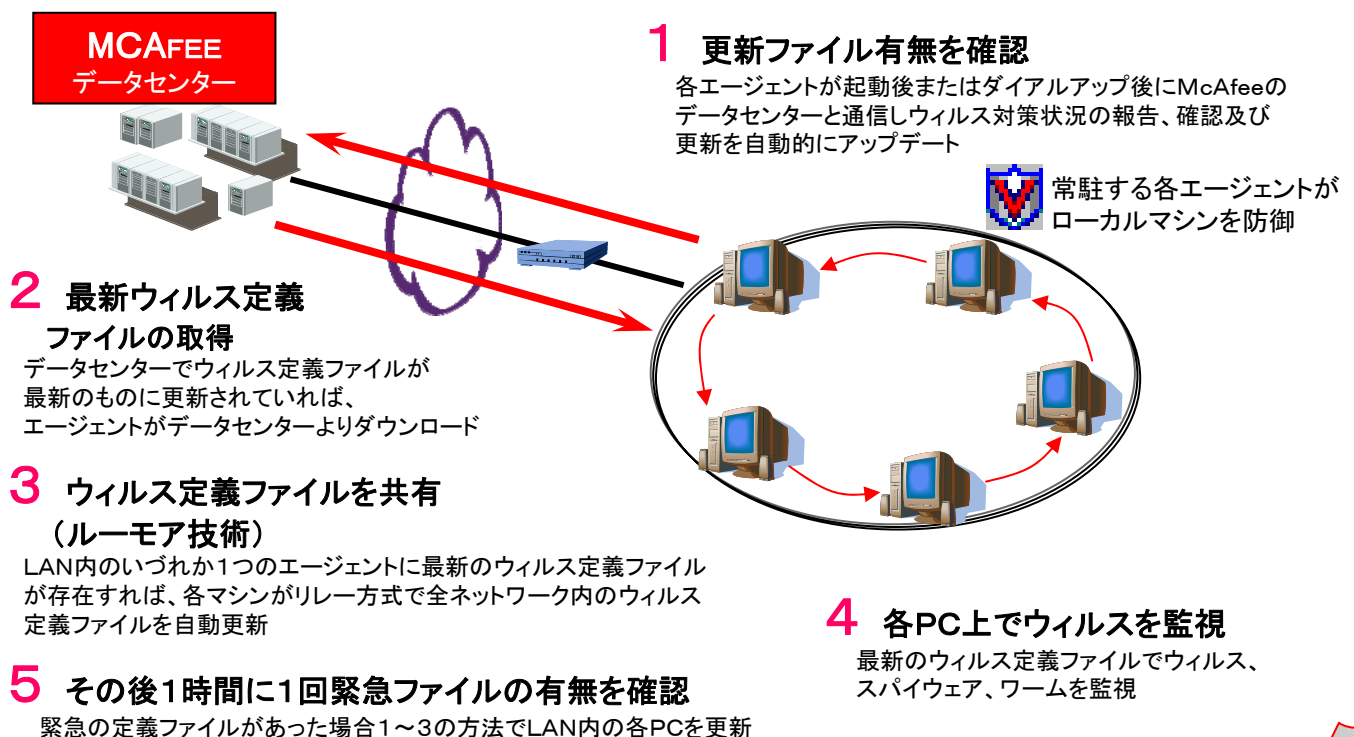 MCAFEE
データセンター
1 更新ファイル有無を確認
各エージェントが起動後またはダイアルアップ後にMcAfeeの
データセンターと通信しウィルス対策状況の報告、確認及び
更新を自動的にアップデート
常駐する各エージェントが
ローカルマシンを防御
2 最新ウィルス定義
ファイルの取得
データセンターでウィルス定義ファイルが
最新のものに更新されていれば、
エージェントがデータセンターよりダウンロード
3 ウィルス定義ファイルを共有
(ルーモア技術)
LAN内のいづれか1つのエージェントに最新のウィルス定義ファイル
が存在すれば、各マシンがリレー方式で全ネットワーク内のウィルス
定義ファイルを自動更新
4 各PC上でウィルスを監視
最新のウィルス定義ファイルでウィルス、
スパイウェア、ワームを監視
5 その後1時間に1回緊急ファイルの有無を確認
緊急の定義ファイルがあった場合1~3の方法でLAN内の各PCを更新